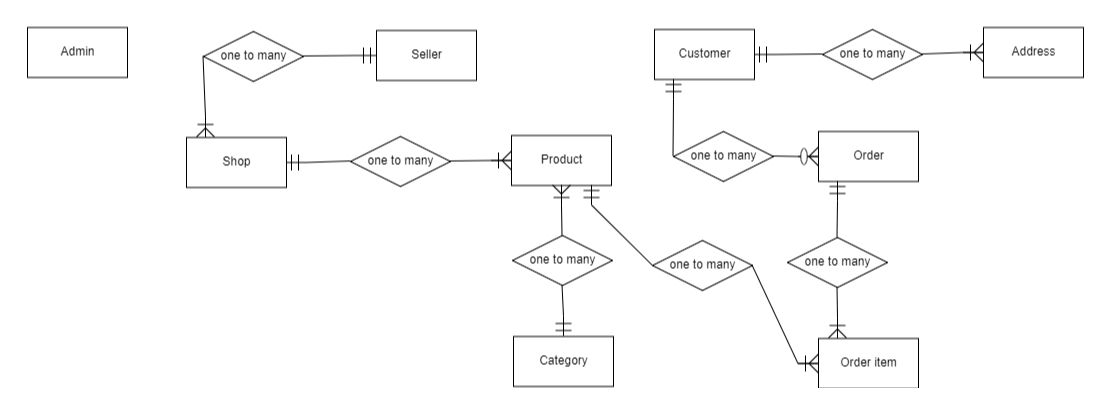 Admin
one to many
Seller
Customer
one to many
Address
Shop
one to many
Product
one to many
Order
one to many
one to many
one to many
Category
Order item